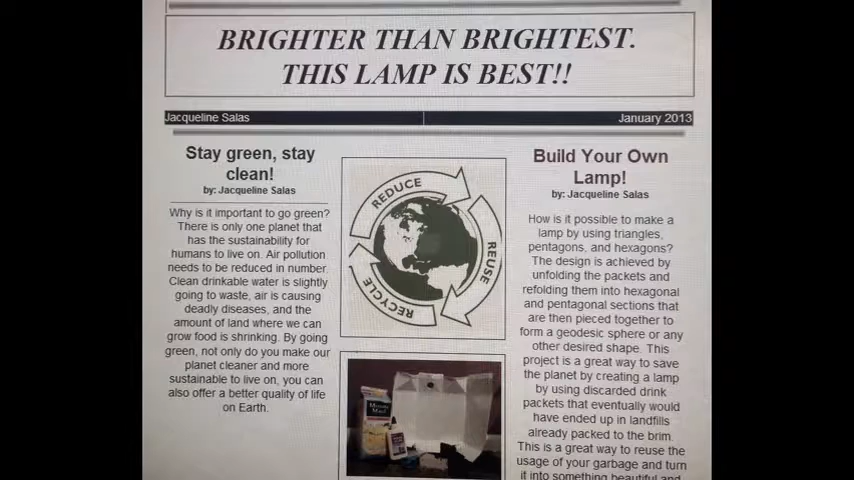 BRIGHTER THAN BRIGHTEST.
THIS LAMP IS BEST!!
Jacqueline Salas
January 2013
Stay green, stay
clean!
by: Jacqueline Salas
Why is it important to go green?
There is only one planet that
has the sustainability for
humans to live on. Air pollution
needs to be reduced in number.
Clean drinkable water is slightly
going to waste, air is causing
deadly diseases, and the
amount of land where we can
grow food is shrinking. By going
green, not only do you make our
planet cleaner and more
sustainable to live on, you can
also offer a better quality of life
on Earth.
REDUCE
REUSE
RECYCLE
Build Your Own
Lamp!
by: Jacqueline Salas
How is it possible to make a
lamp by using triangles,
pentagons, and hexagons?
The design is achieved by
unfolding the packets and
refolding them into hexagonal
and pentagonal sections that
are then pieced together to
form a geodesic sphere or any
other desired shape. This
project is a great way to save
the planet by creating a lamp
by using discarded drink
packets that eventually would
have ended up in landfills
already packed to the brim.
This is a great way to reuse the
usage of your garbage and turn
it into something beautiful and